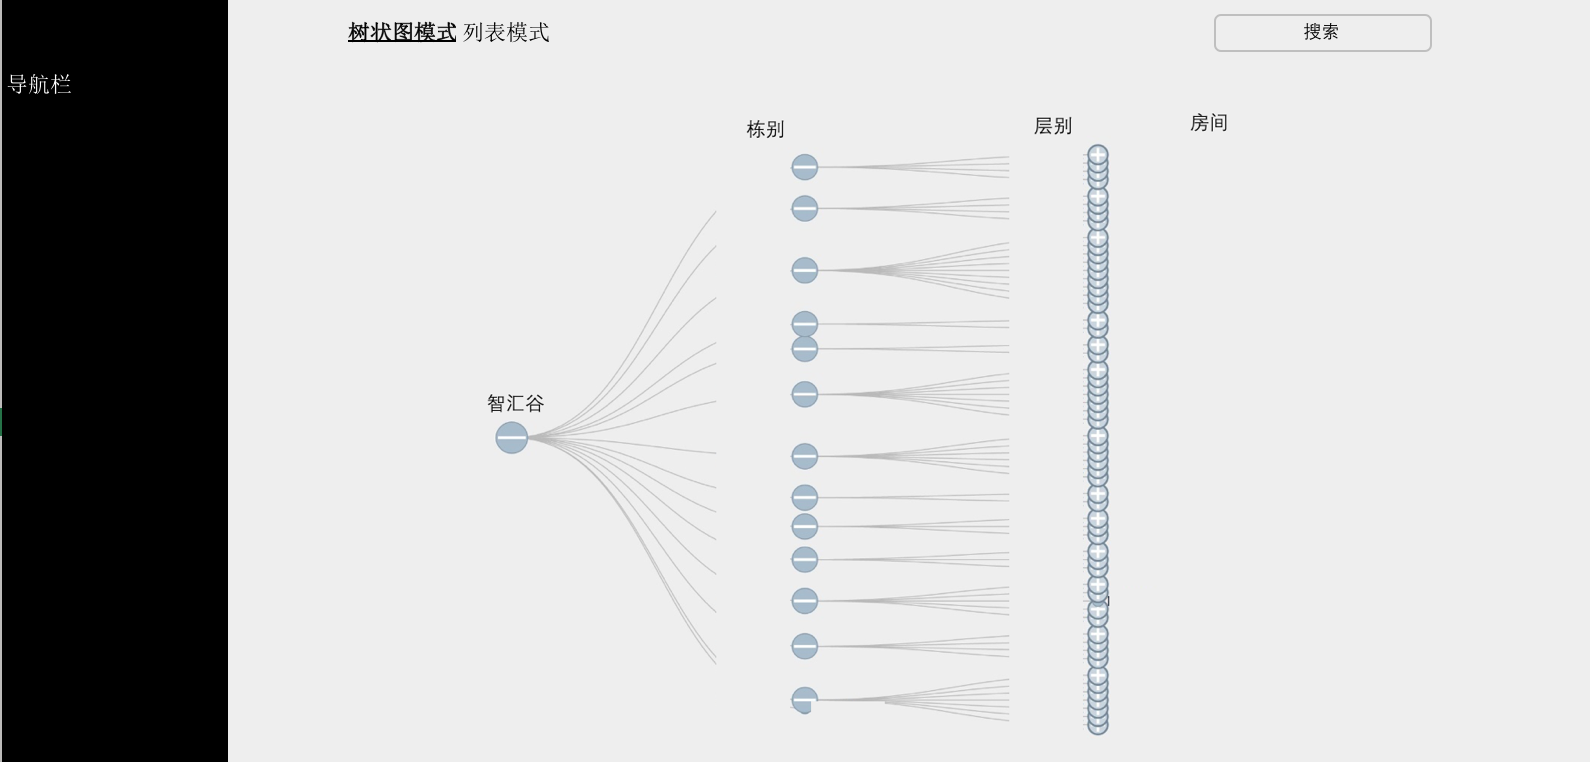 树状图模式 列表模式
搜索
导航栏
栋别
层别
房间
智汇谷